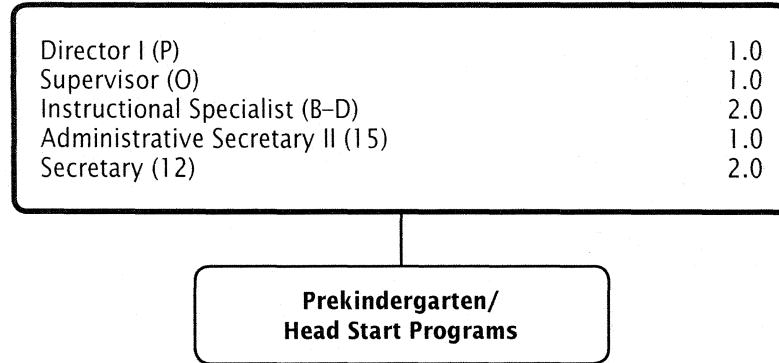 Director I (P) 1.0
Supervisor (O) 1.0
Instructional Specialist (B–D) 2.0
Administrative Secretary II (15) 1.0
Secretary (12) 2.0
Prekindergarten/
Head Start Programs